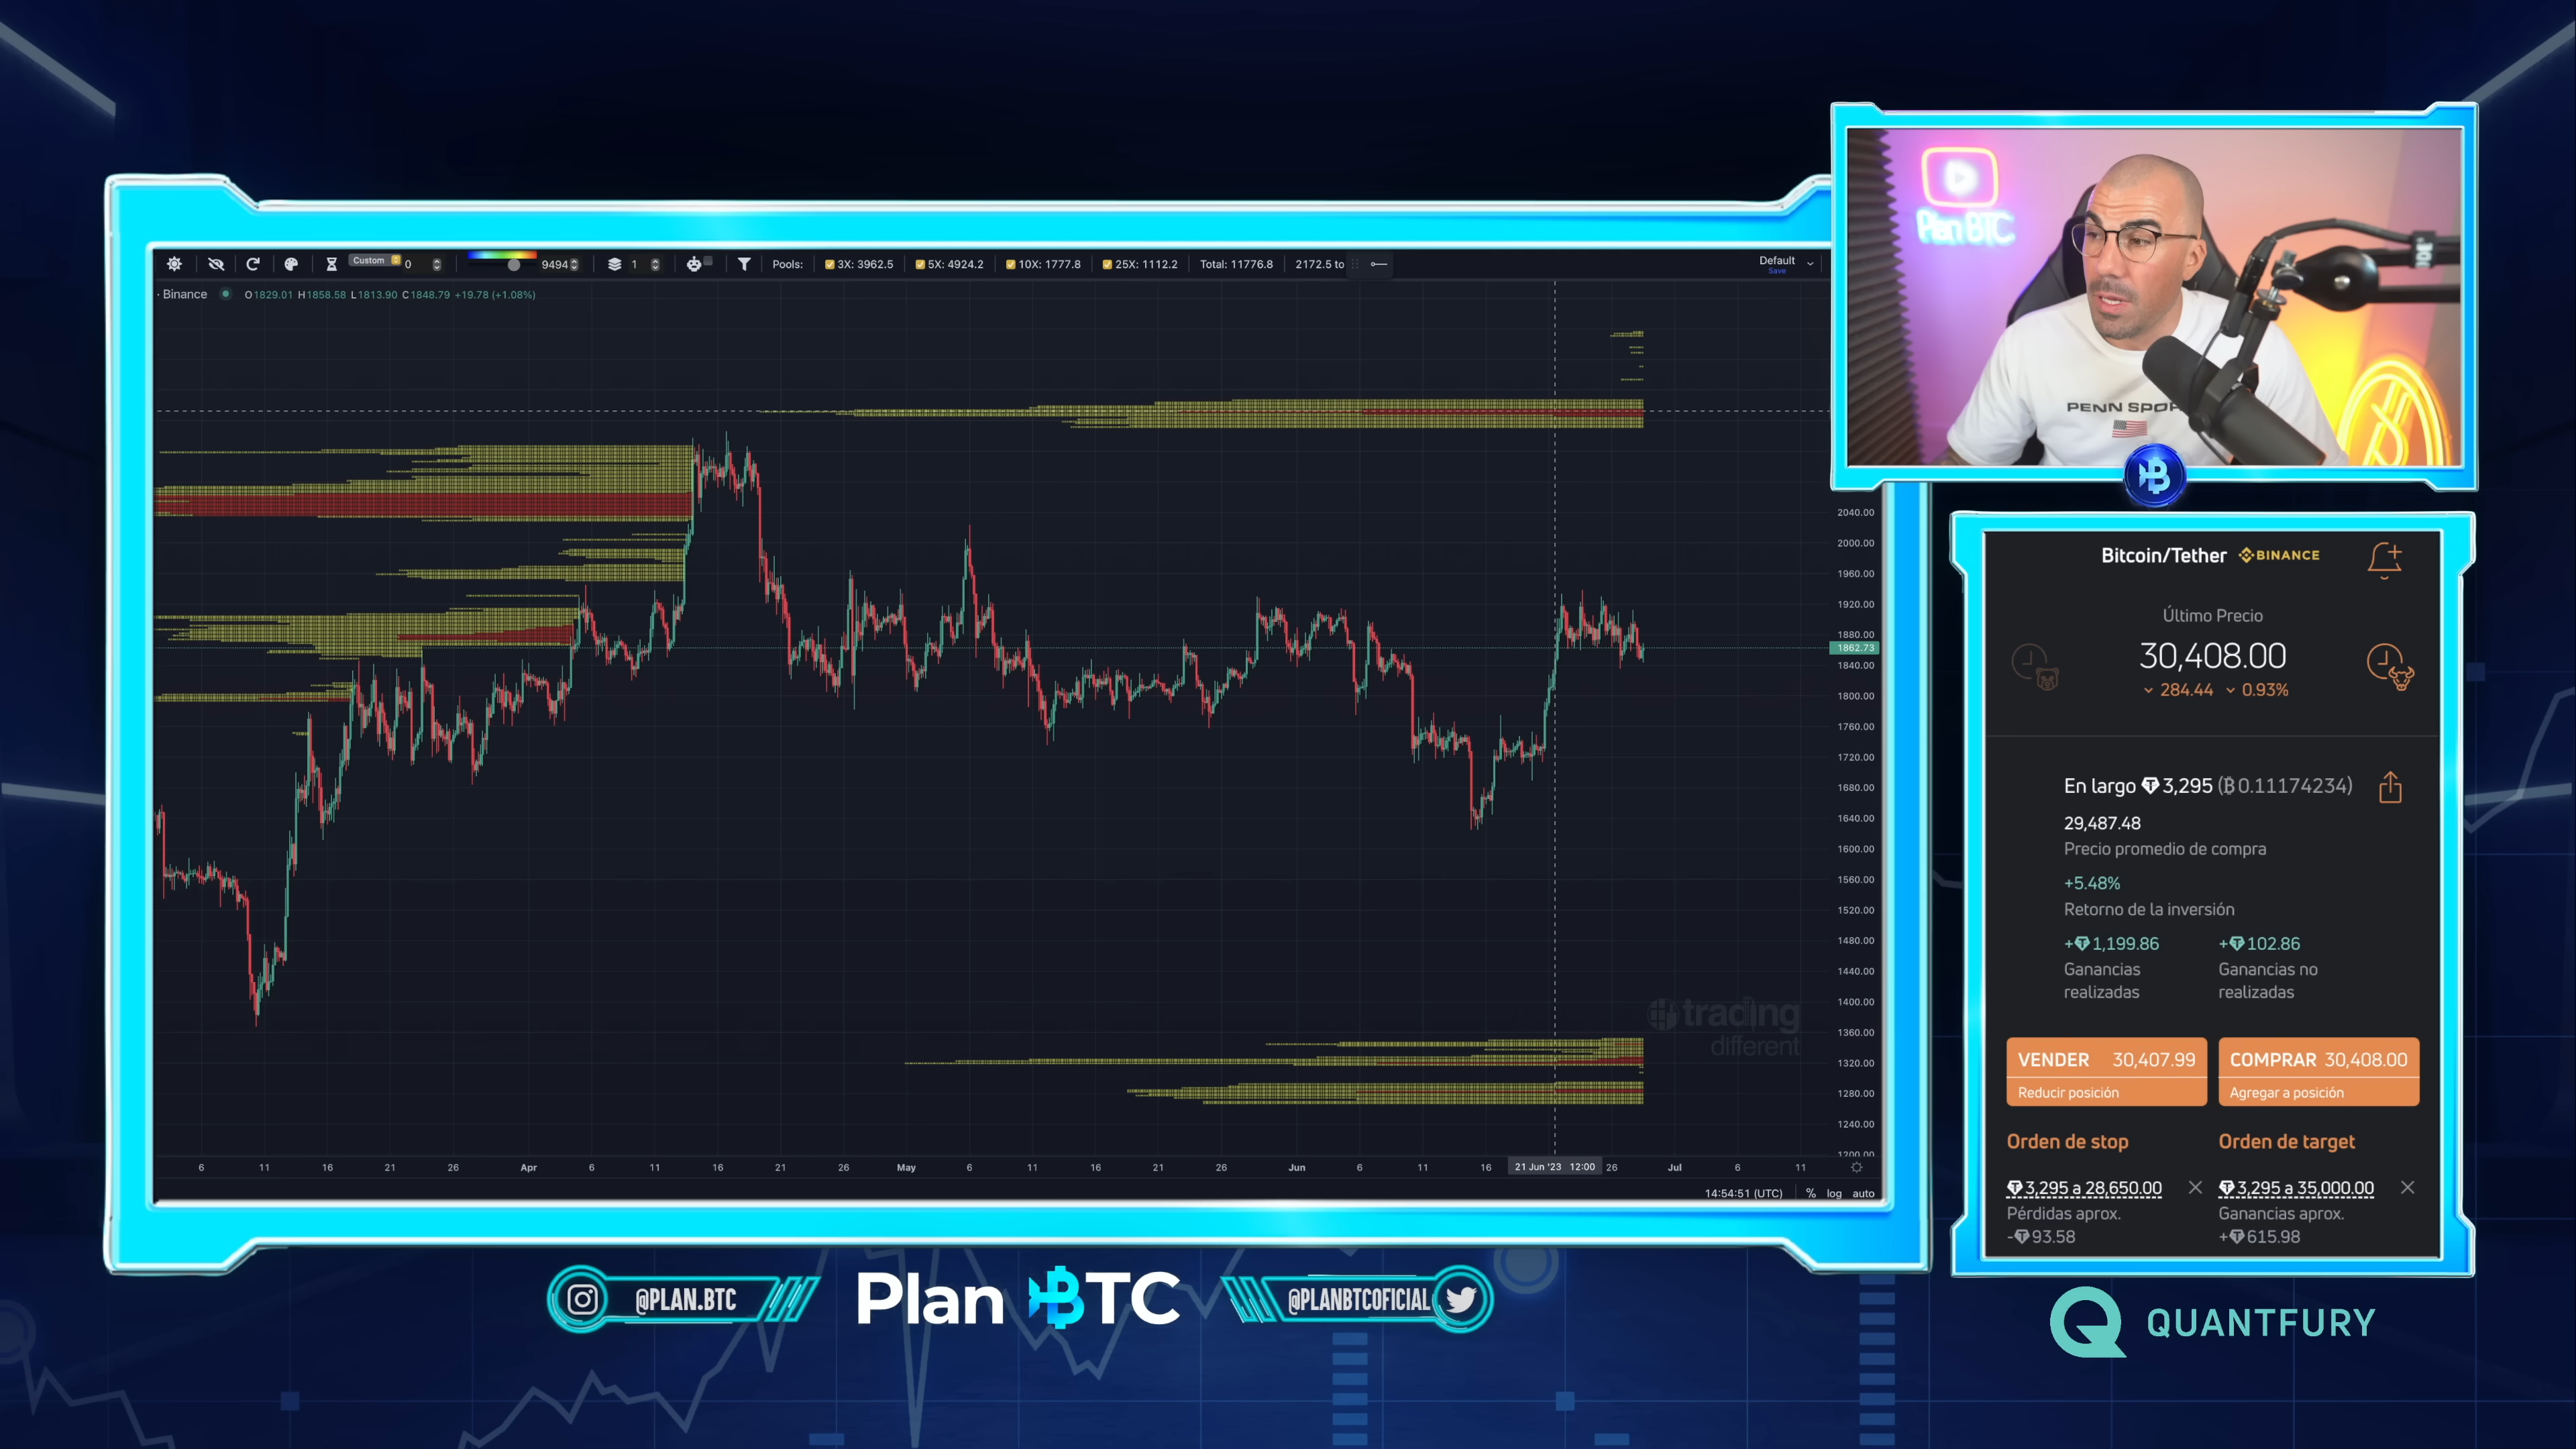 Custom
0
9494
1
Pools:
3X: 3962.5
5X: 4924.2
10X: 1777.8
25X: 1112.2
Total: 11776.8
2172.5 to
Default
Save
· Binance
O1829.01 H1858.58 L1813.90 C1848.79 +19.78 (+1.08%)
2040.00
2000.00
1960.00
1920.00
1880.00
1862.73
1840.00
1800.00
1760.00
1720.00
1680.00
1640.00
1600.00
1560.00
1520.00
1480.00
1440.00
1400.00
1360.00
1320.00
1280.00
1240.00
1200.00
trading
different
6 11 16 21 26 Apr 6 11 16 21 26 May 6 11 16 21 26 Jun 6 11 16 21 Jun '23 12:00 26 Jul 6 11
14:54:51 (UTC) % log auto
Plan BTC
PENN SPOR
Bitcoin/Tether BINANCE
Último Precio
30,408.00
284.44 0.93%
En largo 3,295 (₿0.11174234)
29,487.48
Precio promedio de compra
+5.48%
Retorno de la inversión
+1,199.86 +102.86
Ganancias Ganancias no
realizadas realizadas
VENDER 30,407.99 COMPRAR 30,408.00
Reducir posición Agregar a posición
Orden de stop Orden de target
3,295 a 28,650.00 3,295 a 35,000.00
Pérdidas aprox. Ganancias aprox.
-93.58 +615.98
@PLAN.BTC
Plan BTC
@PLANBTCOFICIAL
QUANTFURY